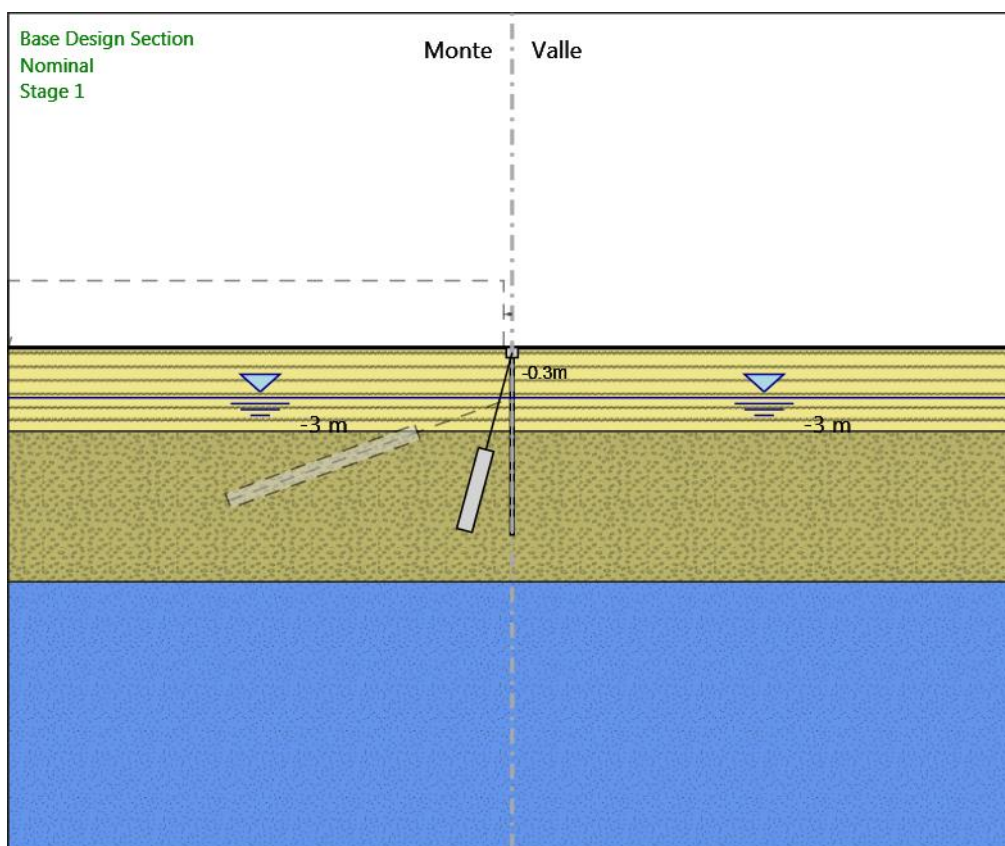 Base Design Section
Nominal
Stage 1
Monte
Valle
-0.3m
-3 m
-3 m